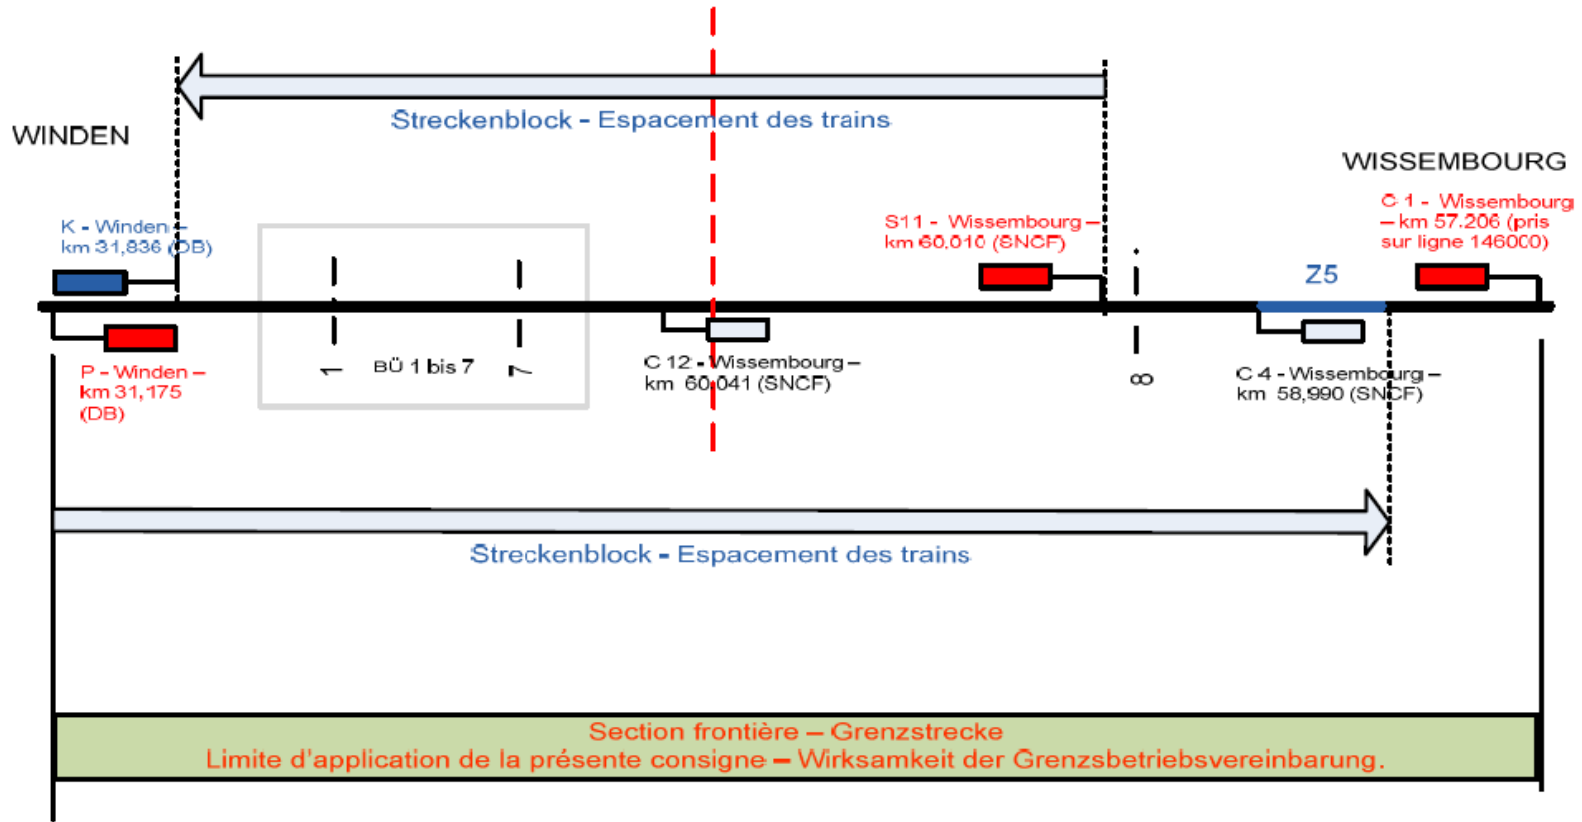 Streckenblock - Espacement des trains
WINDEN
WISSEMBOURG
K - Winden –
km 31,836 (DB)
S11 - Wissembourg –
km 60.010 (SNCF)
C 1 - Wissembourg
– km 57.206 (pris
sur ligne 146000)
Z5
P - Winden –
km 31,175
(DB)
1
BÜ 1 bis 7
7
C 12 - Wissembourg –
km 60,041 (SNCF)
8
C 4 - Wissembourg –
km 58,990 (SNCF)
Streckenblock - Espacement des trains
Section frontière – Grenzstrecke
Limite d'application de la présente consigne – Wirksamkeit der Grenzsbetriebsvereinbarung.